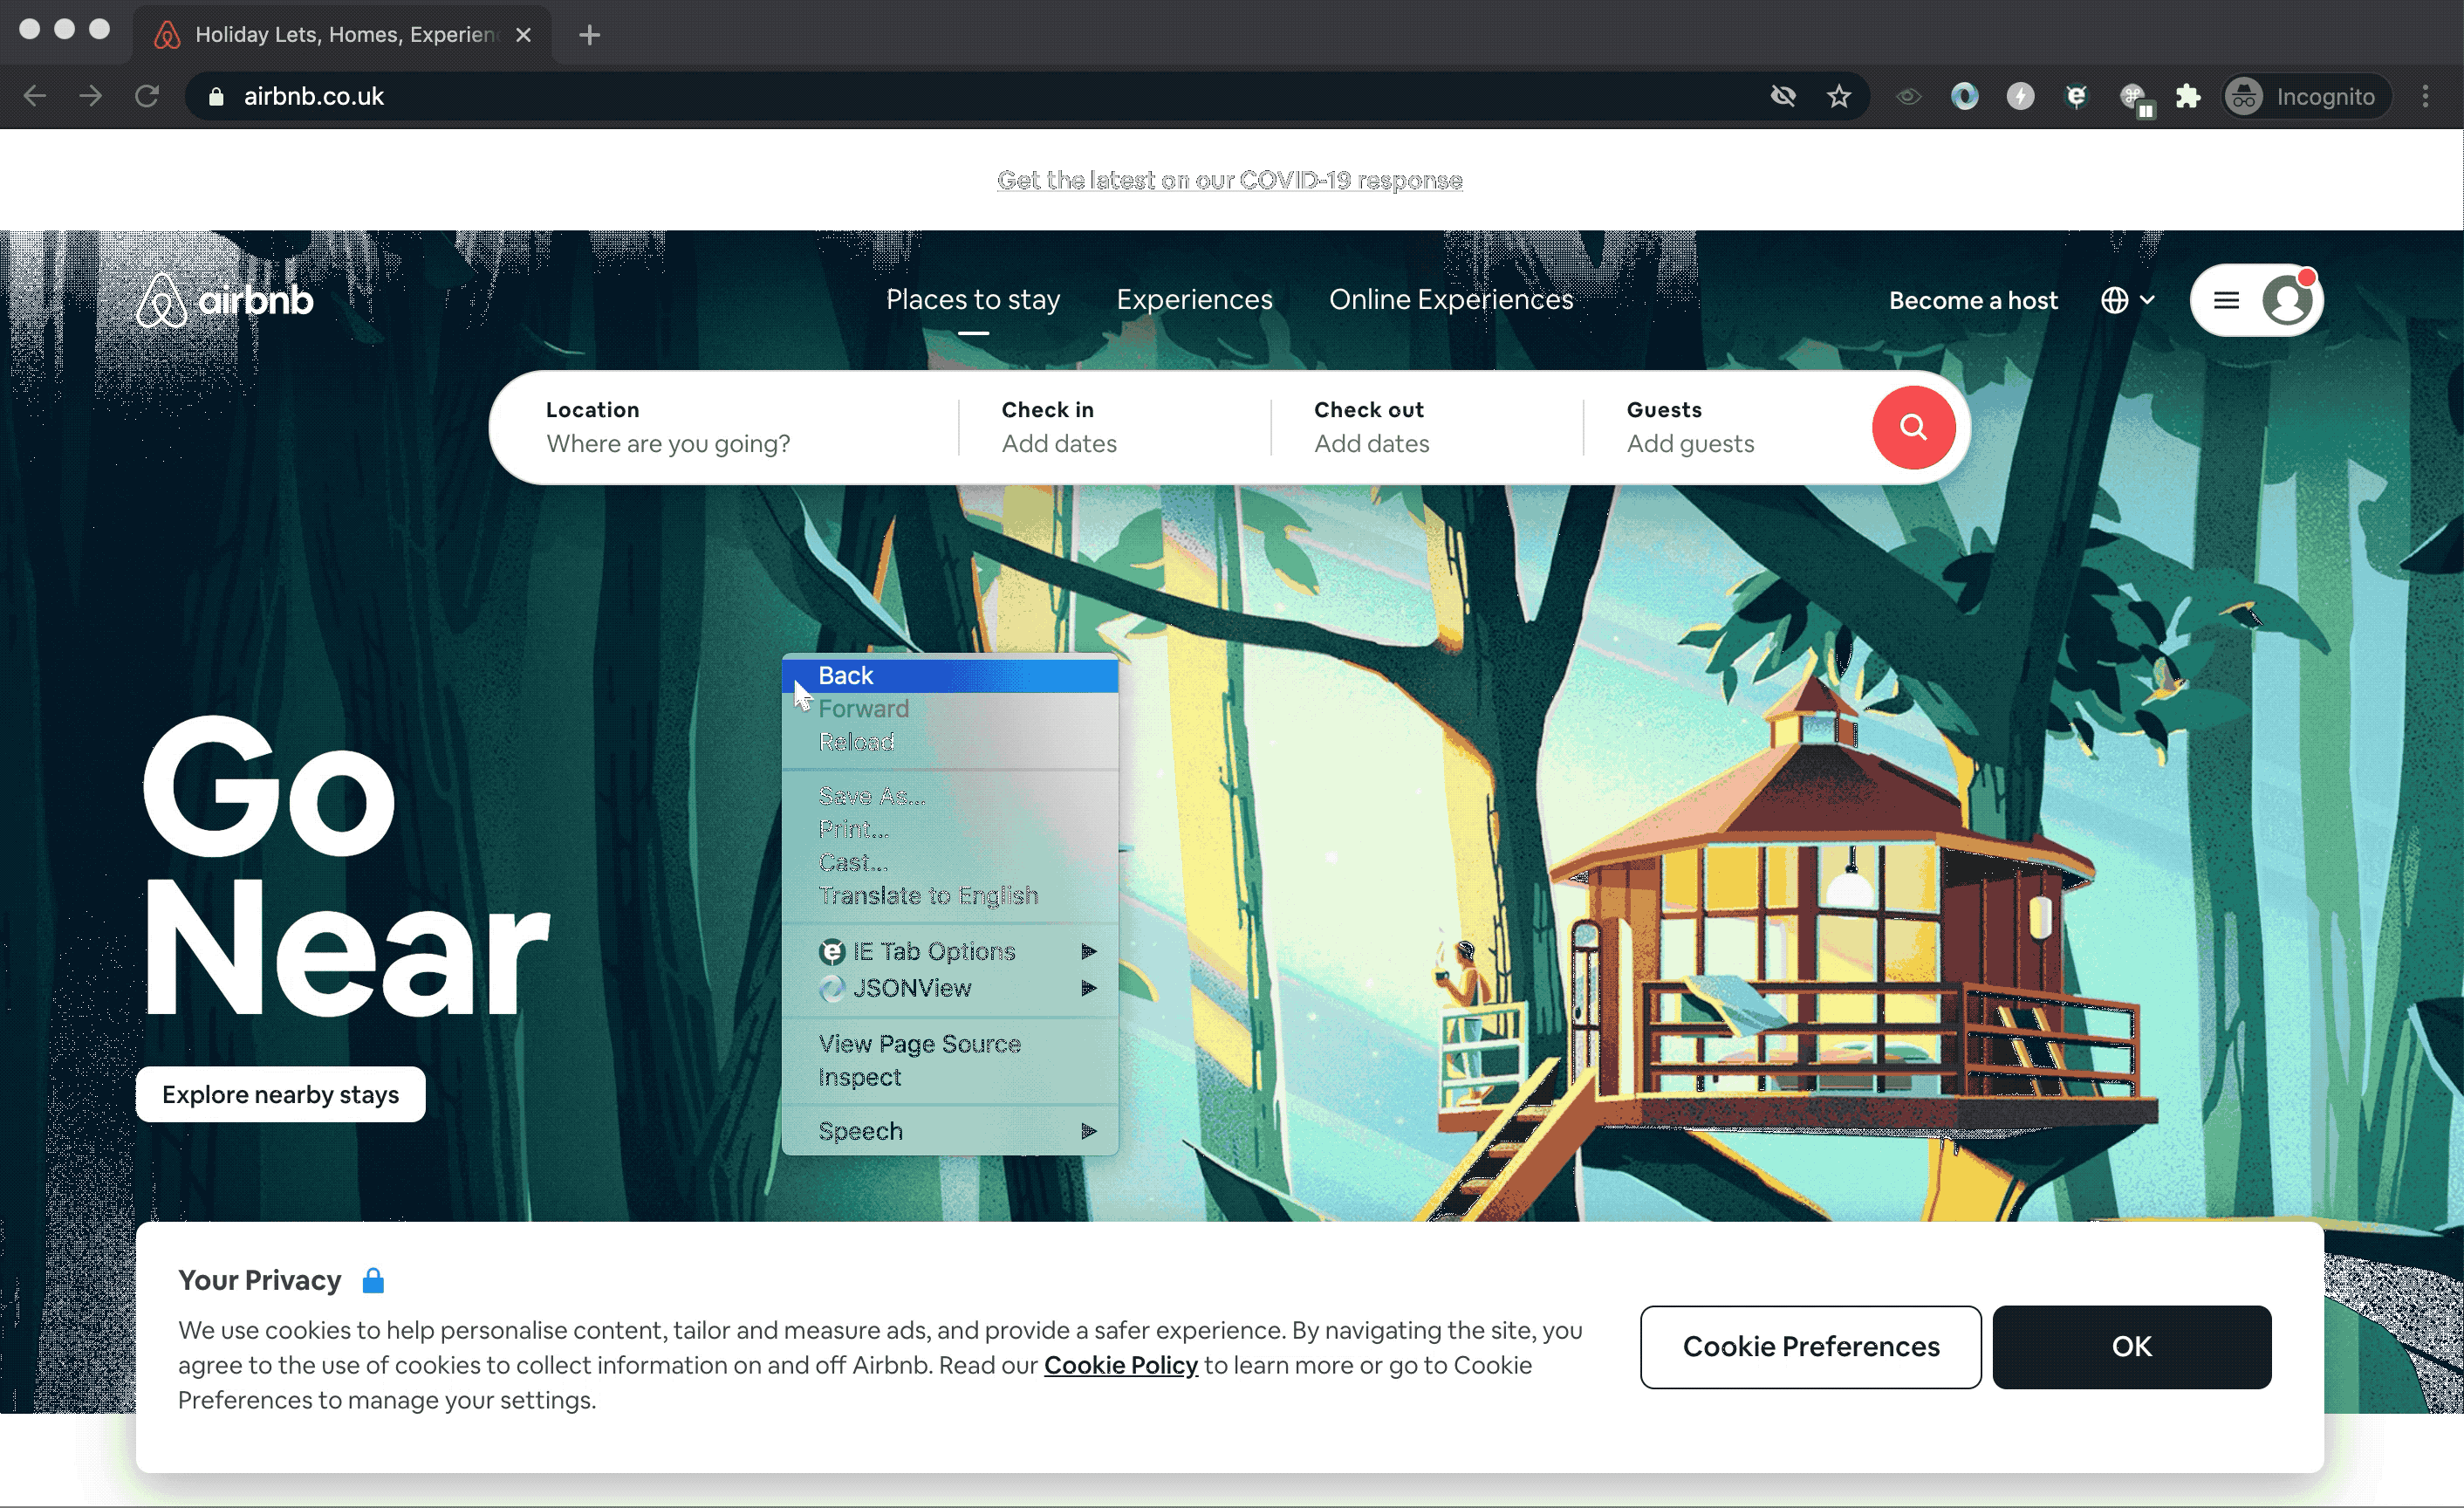 Holiday Lets, Homes, Experien
airbnb.co.uk
Incognito
Get the latest on our COVID-19 response
airbnb
Places to stay
Experiences
Online Experiences
Become a host
Location
Check in
Check out
Guests
Where are you going?
Add dates
Add dates
Add guests
Back
Forward
Reload
Save As...
Print...
Cast...
Translate to English
IE Tab Options
JSONView
View Page Source
Inspect
Speech
Go
Near
Explore nearby stays
Your Privacy
We use cookies to help personalise content, tailor and measure ads, and provide a safer experience. By navigating the site, you
agree to the use of cookies to collect information on and off Airbnb. Read our Cookie Policy to learn more or go to Cookie
Preferences to manage your settings.
Cookie Preferences
OK